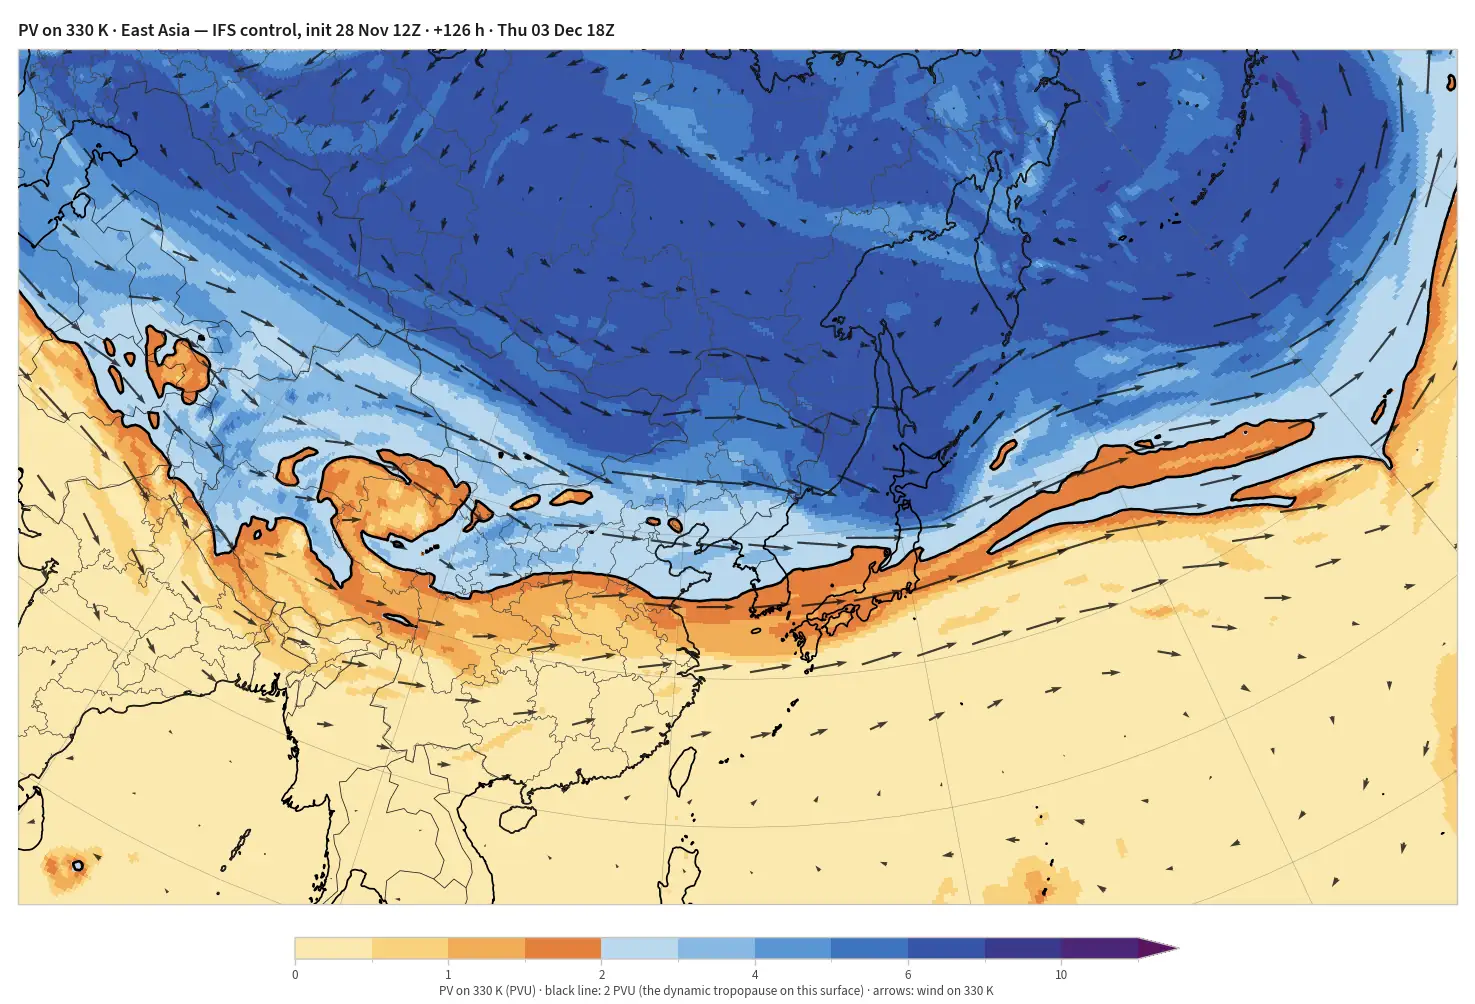 PV on 330 K · East Asia — IFS control, init 28 Nov 12Z · +126 h · Thu 03 Dec 18Z
0 1 2 4 6 10
PV on 330 K (PVU) · black line: 2 PVU (the dynamic tropopause on this surface) · arrows: wind on 330 K